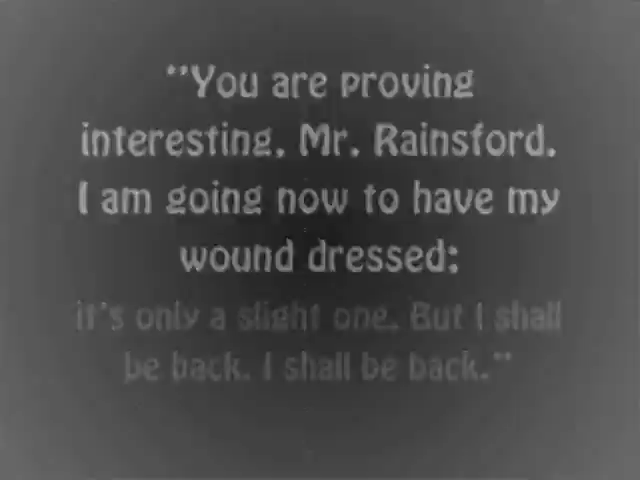 "You are proving
interesting, Mr. Rainsford.
I am going now to have my
wound dressed;
it's only a slight one. But I shall
be back. I shall be back."